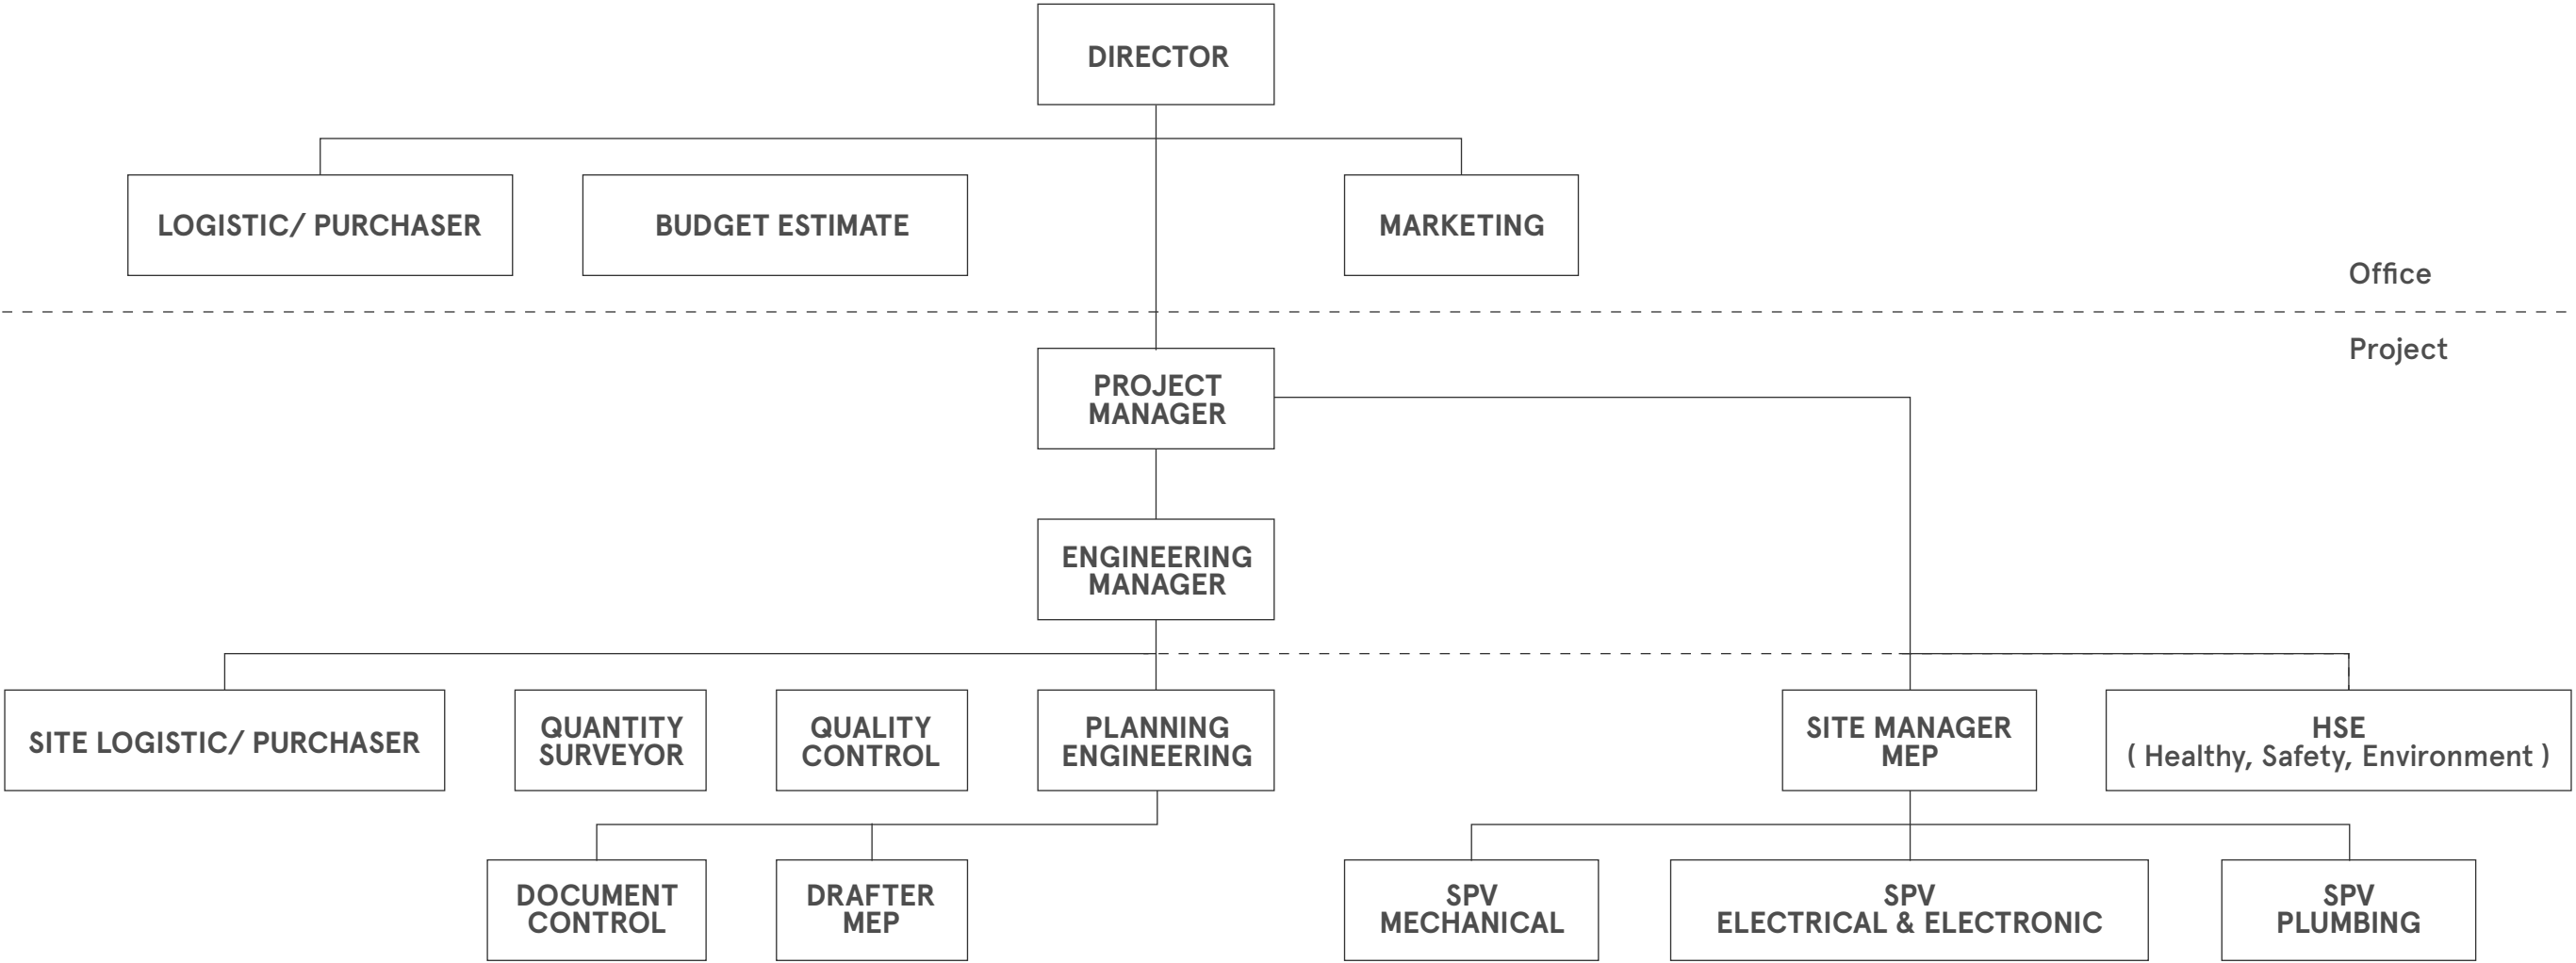 DIRECTOR
LOGISTIC/ PURCHASER
BUDGET ESTIMATE
MARKETING
Office
Project
PROJECT
MANAGER
ENGINEERING
MANAGER
SITE LOGISTIC/ PURCHASER
QUANTITY
SURVEYOR
QUALITY
CONTROL
PLANNING
ENGINEERING
SITE MANAGER
MEP
HSE
( Healthy, Safety, Environment )
DOCUMENT
CONTROL
DRAFTER
MEP
SPV
MECHANICAL
SPV
ELECTRICAL & ELECTRONIC
SPV
PLUMBING